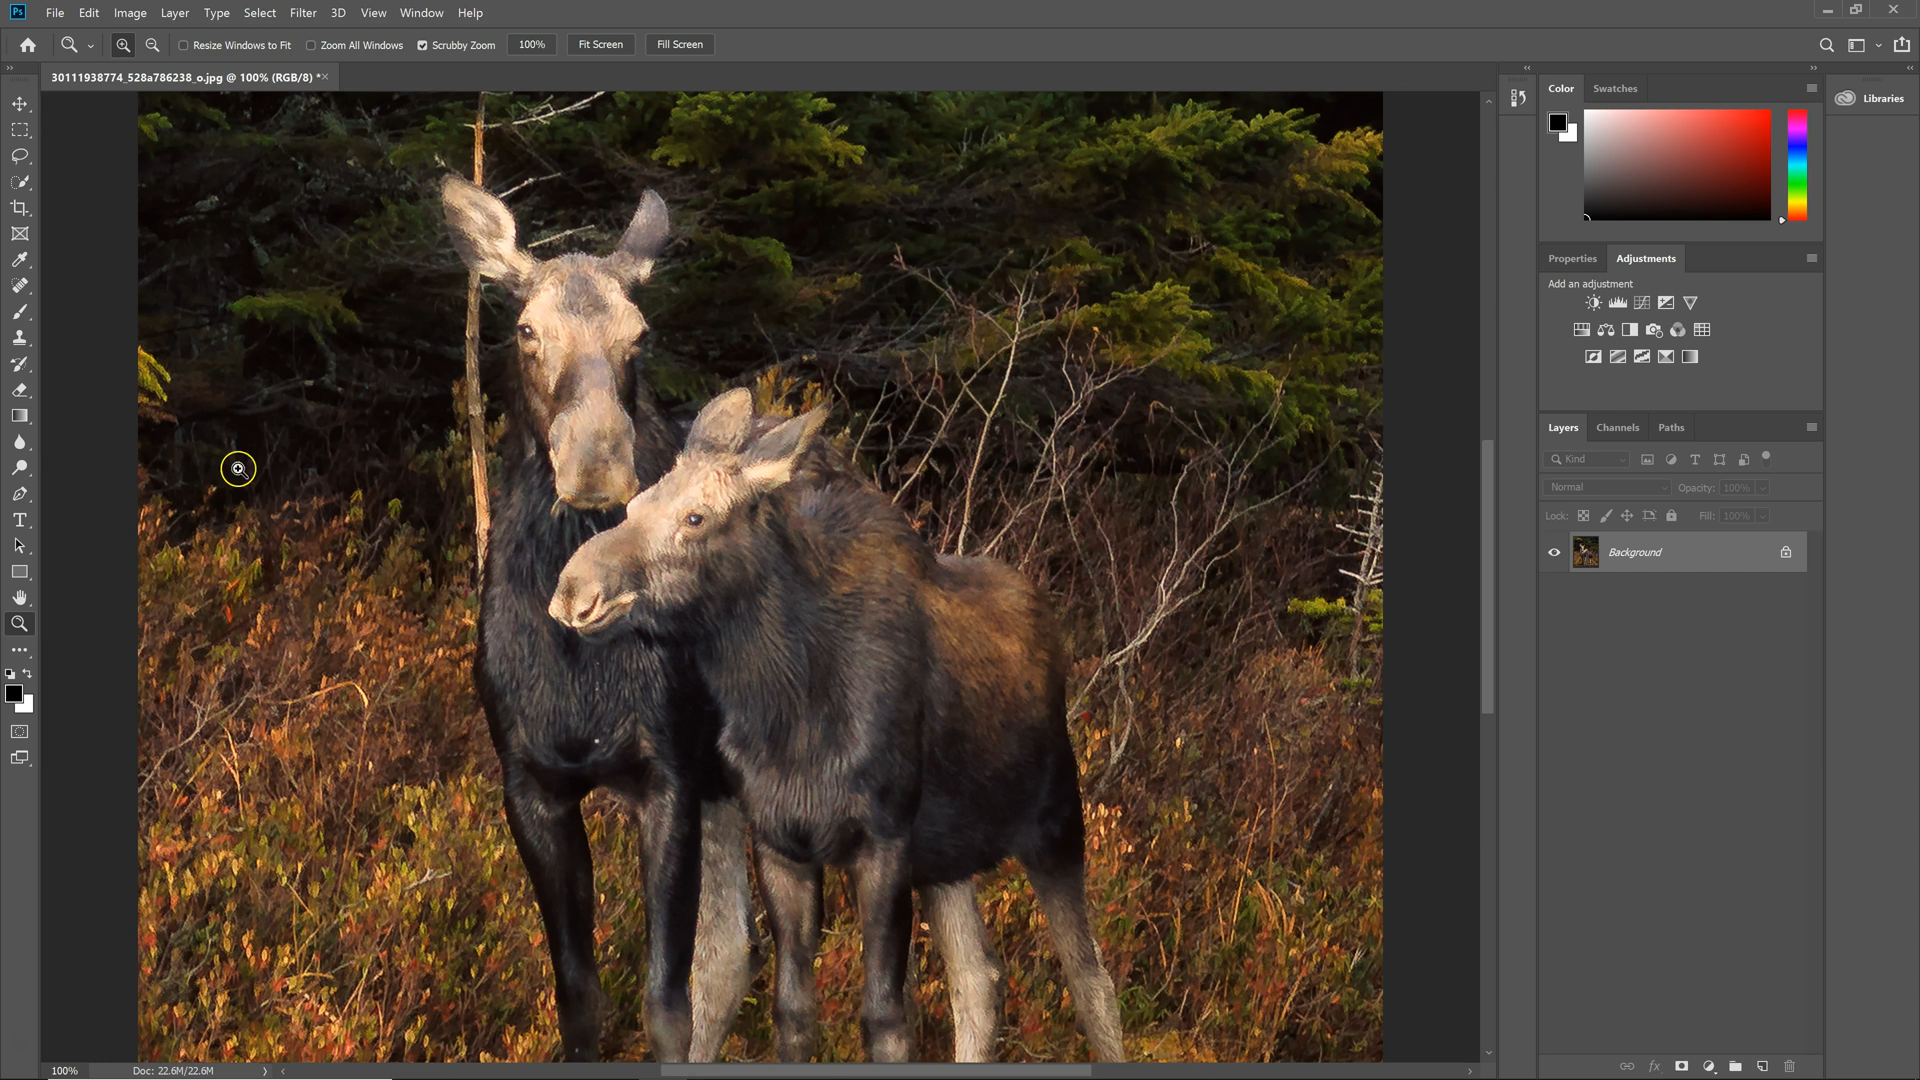 Ps File Edit Image Layer Type Select Filter 3D View Window Help
Resize Windows to Fit Zoom All Windows Scrubby Zoom 100% Fit Screen Fill Screen
30111938774_528a786238_o.jpg @ 100% (RGB/8) *
Color Swatches
Libraries
Properties Adjustments
Add an adjustment
Layers Channels Paths
Kind
Normal Opacity: 100%
Lock: Fill: 100%
Background
T
fx
100% Doc: 22.6M/22.6M